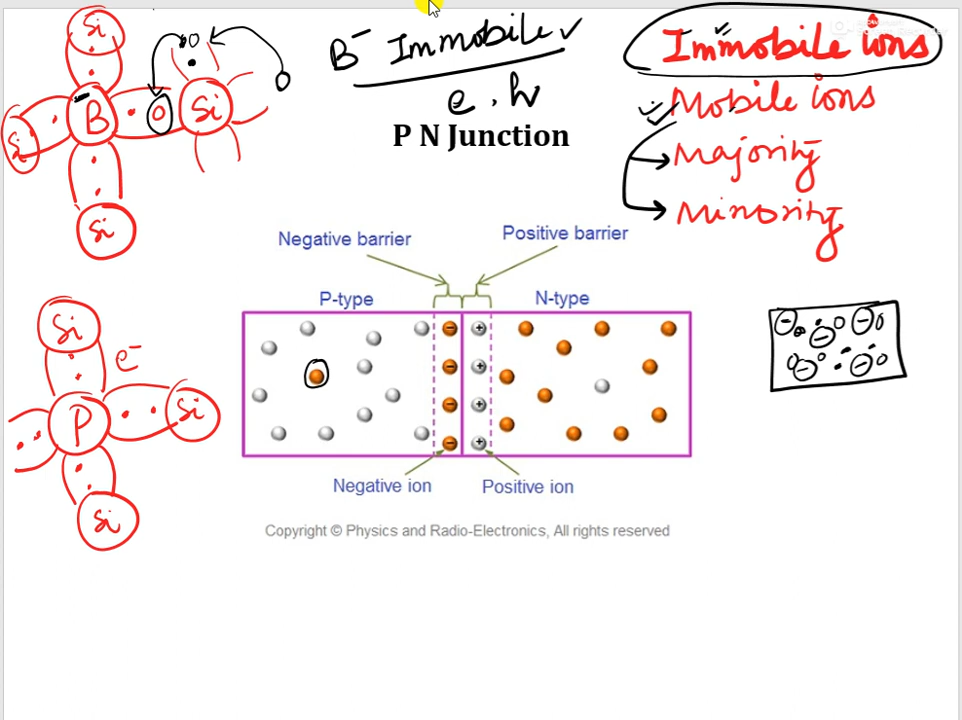 B⁻ Immobile ✓
e, h
P N Junction
Immobile ions
Mobile ions
Majority
Minority
Si
B
O
Si
Si
Si
Negative barrier
Positive barrier
P-type
N-type
Negative ion
Positive ion
Si
e⁻
P
Si
Si
Copyright © Physics and Radio-Electronics, All rights reserved